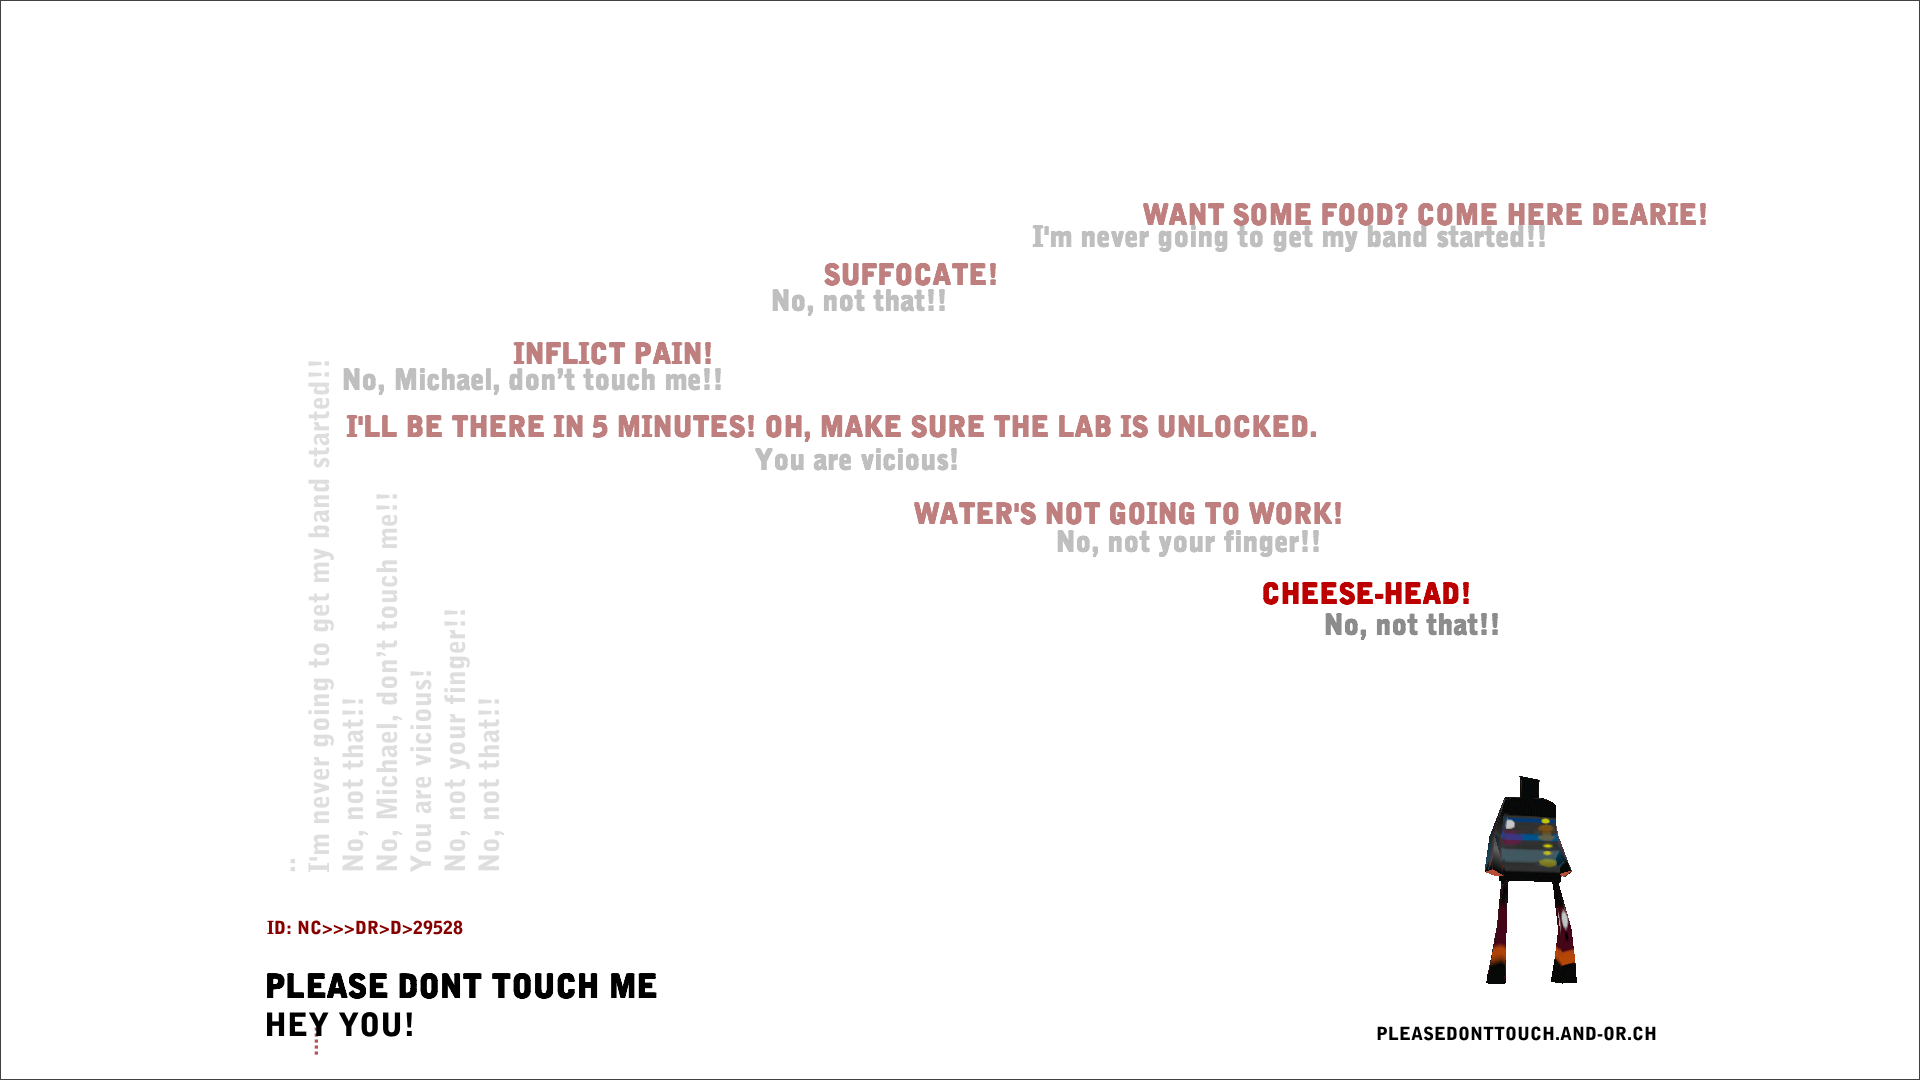 WANT SOME FOOD? COME HERE DEARIE!
I'm never going to get my band started!!
SUFFOCATE!
No, not that!!
INFLICT PAIN!
No, Michael, don’t touch me!!
I'LL BE THERE IN 5 MINUTES! OH, MAKE SURE THE LAB IS UNLOCKED.
You are vicious!
WATER'S NOT GOING TO WORK!
No, not your finger!!
CHEESE-HEAD!
No, not that!!
..
I'm never going to get my band started!!
No, not that!!
No, Michael, don’t touch me!!
You are vicious!
No, not your finger!!
No, not that!!
ID: NC>>>DR>D>29528
PLEASE DONT TOUCH ME
HEY YOU!
PLEASEDONTTOUCH.AND-OR.CH